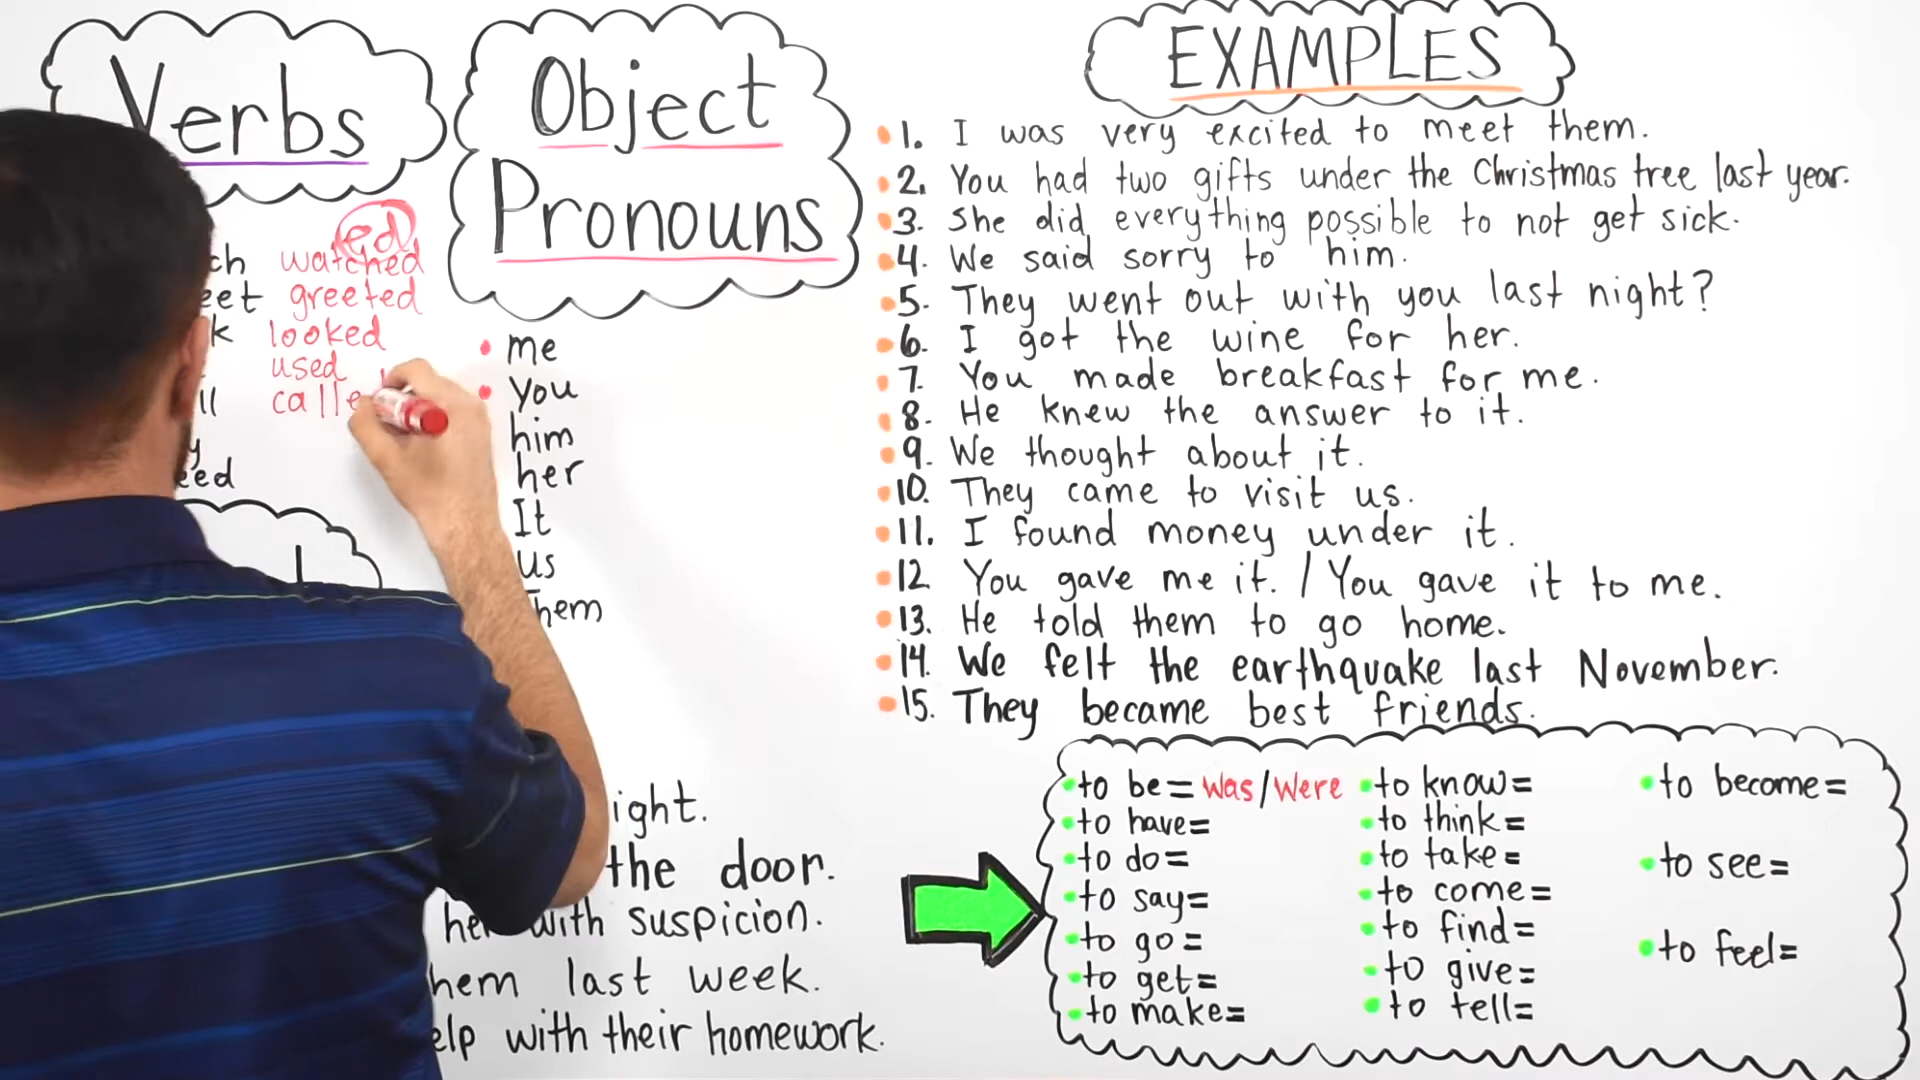 Verbs
ed
watched
greeted
looked
used
calle
Object
Pronouns
me
you
him
her
It
us
Them
ight.
the door.
with suspicion.
hem last week.
elp with their homework.
EXAMPLES
1. I was very excited to meet them.
2. You had two gifts under the Christmas tree last year.
3. She did everything possible to not get sick.
4. We said sorry to him.
5. They went out with you last night?
6. I got the wine for her.
7. You made breakfast for me.
8. He knew the answer to it.
9. We thought about it.
10. They came to visit us.
11. I found money under it.
12 You gave me it. / You gave it to me.
13. He told them to go home.
14. We felt the earthquake last November.
15. They became best friends.
to be = Was/Were
to have=
to do=
to say=
to go=
to get=
to make=
to know=
to think=
to take=
to come=
to find=
to give=
to tell=
to become=
to see=
to feel=